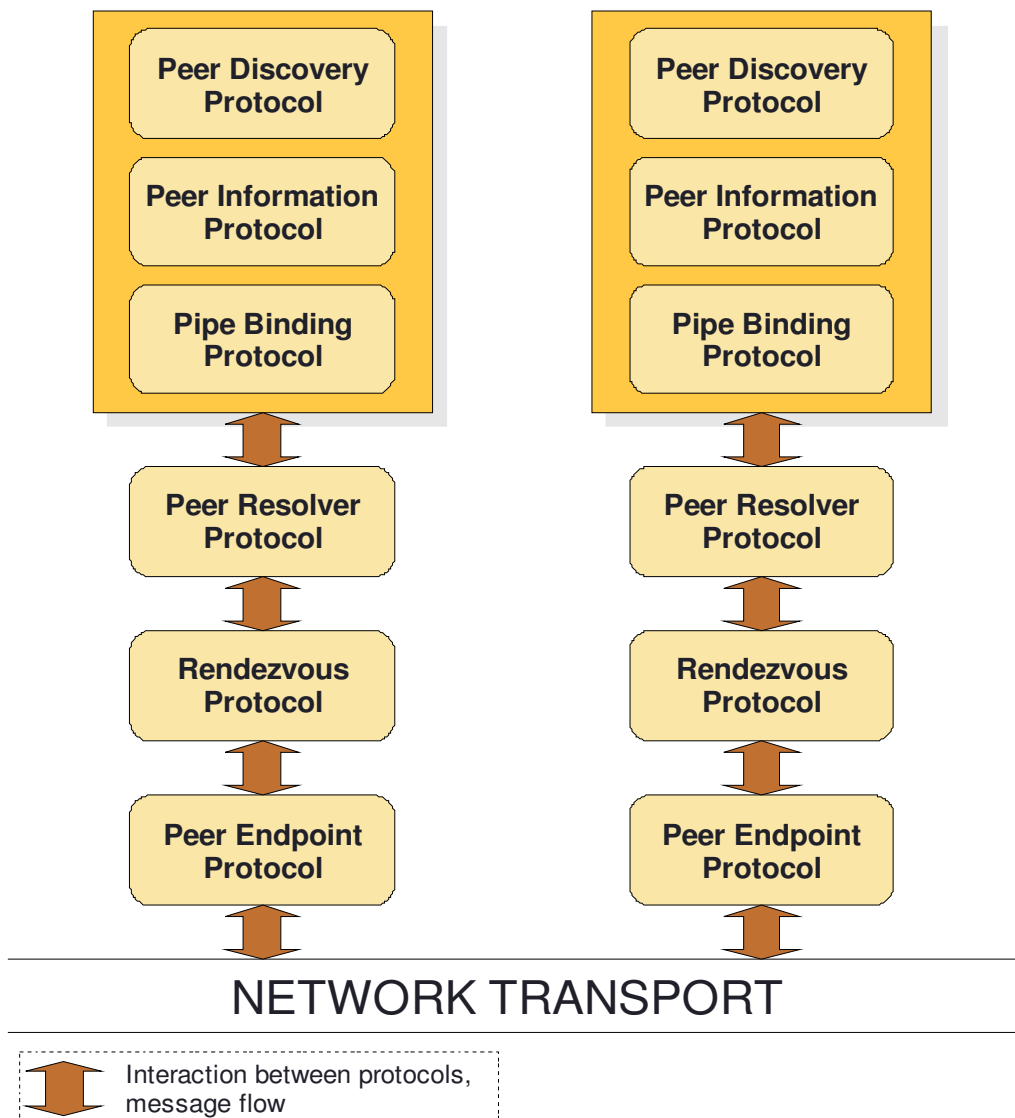 Peer Discovery
Protocol
Peer Information
Protocol
Pipe Binding
Protocol
Peer Resolver
Protocol
Rendezvous
Protocol
Peer Endpoint
Protocol
Peer Discovery
Protocol
Peer Information
Protocol
Pipe Binding
Protocol
Peer Resolver
Protocol
Rendezvous
Protocol
Peer Endpoint
Protocol
NETWORK TRANSPORT
Interaction between protocols,
message flow